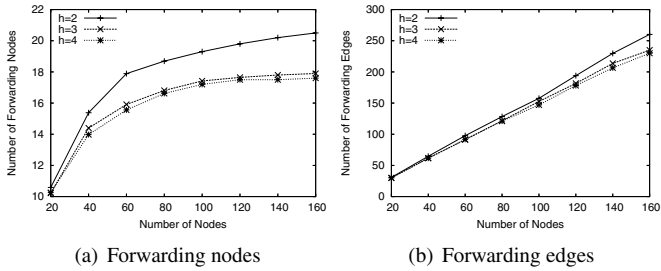 22
20
18
16
14
12
10
Number of Forwarding Nodes
h=2
h=3
h=4
20 40 60 80 100 120 140 160
Number of Nodes
(a) Forwarding nodes
300
250
200
150
100
50
0
Number of Forwarding Edges
h=2
h=3
h=4
20 40 60 80 100 120 140 160
Number of Nodes
(b) Forwarding edges